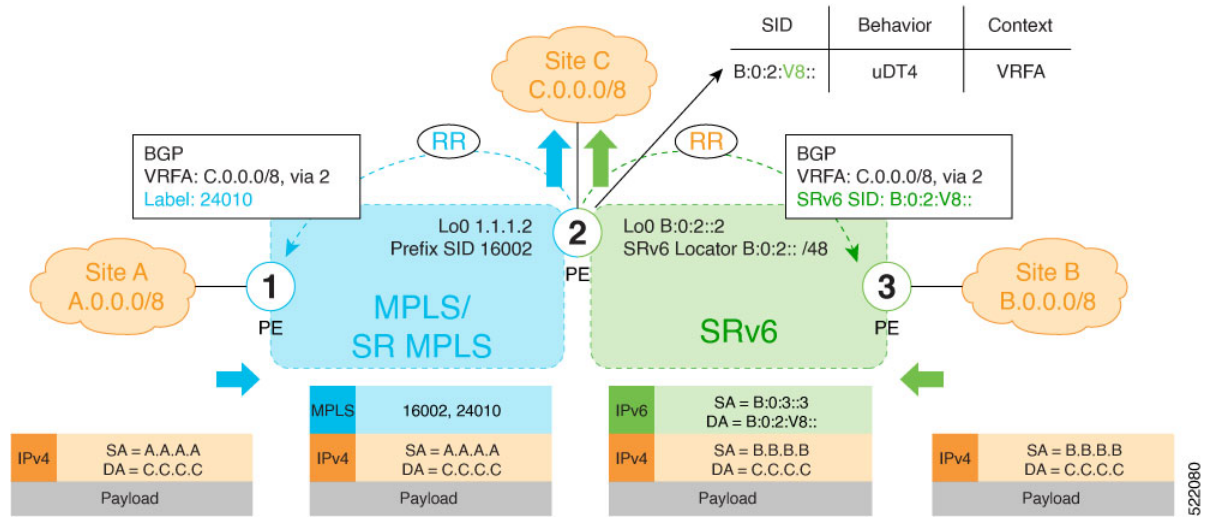 SID Behavior Context
B:0:2:V8:: uDT4 VRFA
Site C
C.0.0.0/8
RR
RR
BGP
VRFA: C.0.0.0/8, via 2
Label: 24010
BGP
VRFA: C.0.0.0/8, via 2
SRv6 SID: B:0:2:V8::
Lo0 1.1.1.2
Prefix SID 16002
2
PE
Lo0 B:0:2::2
SRv6 Locator B:0:2:: /48
Site A
A.0.0.0/8
1
PE
MPLS/
SR MPLS
SRv6
3
PE
Site B
B.0.0.0/8
IPv4
SA = A.A.A.A
DA = C.C.C.C
Payload
MPLS
16002, 24010
IPv4
SA = A.A.A.A
DA = C.C.C.C
Payload
IPv6
SA = B:0:3::3
DA = B:0:2:V8::
IPv4
SA = B.B.B.B
DA = C.C.C.C
Payload
IPv4
SA = B.B.B.B
DA = C.C.C.C
Payload
522080